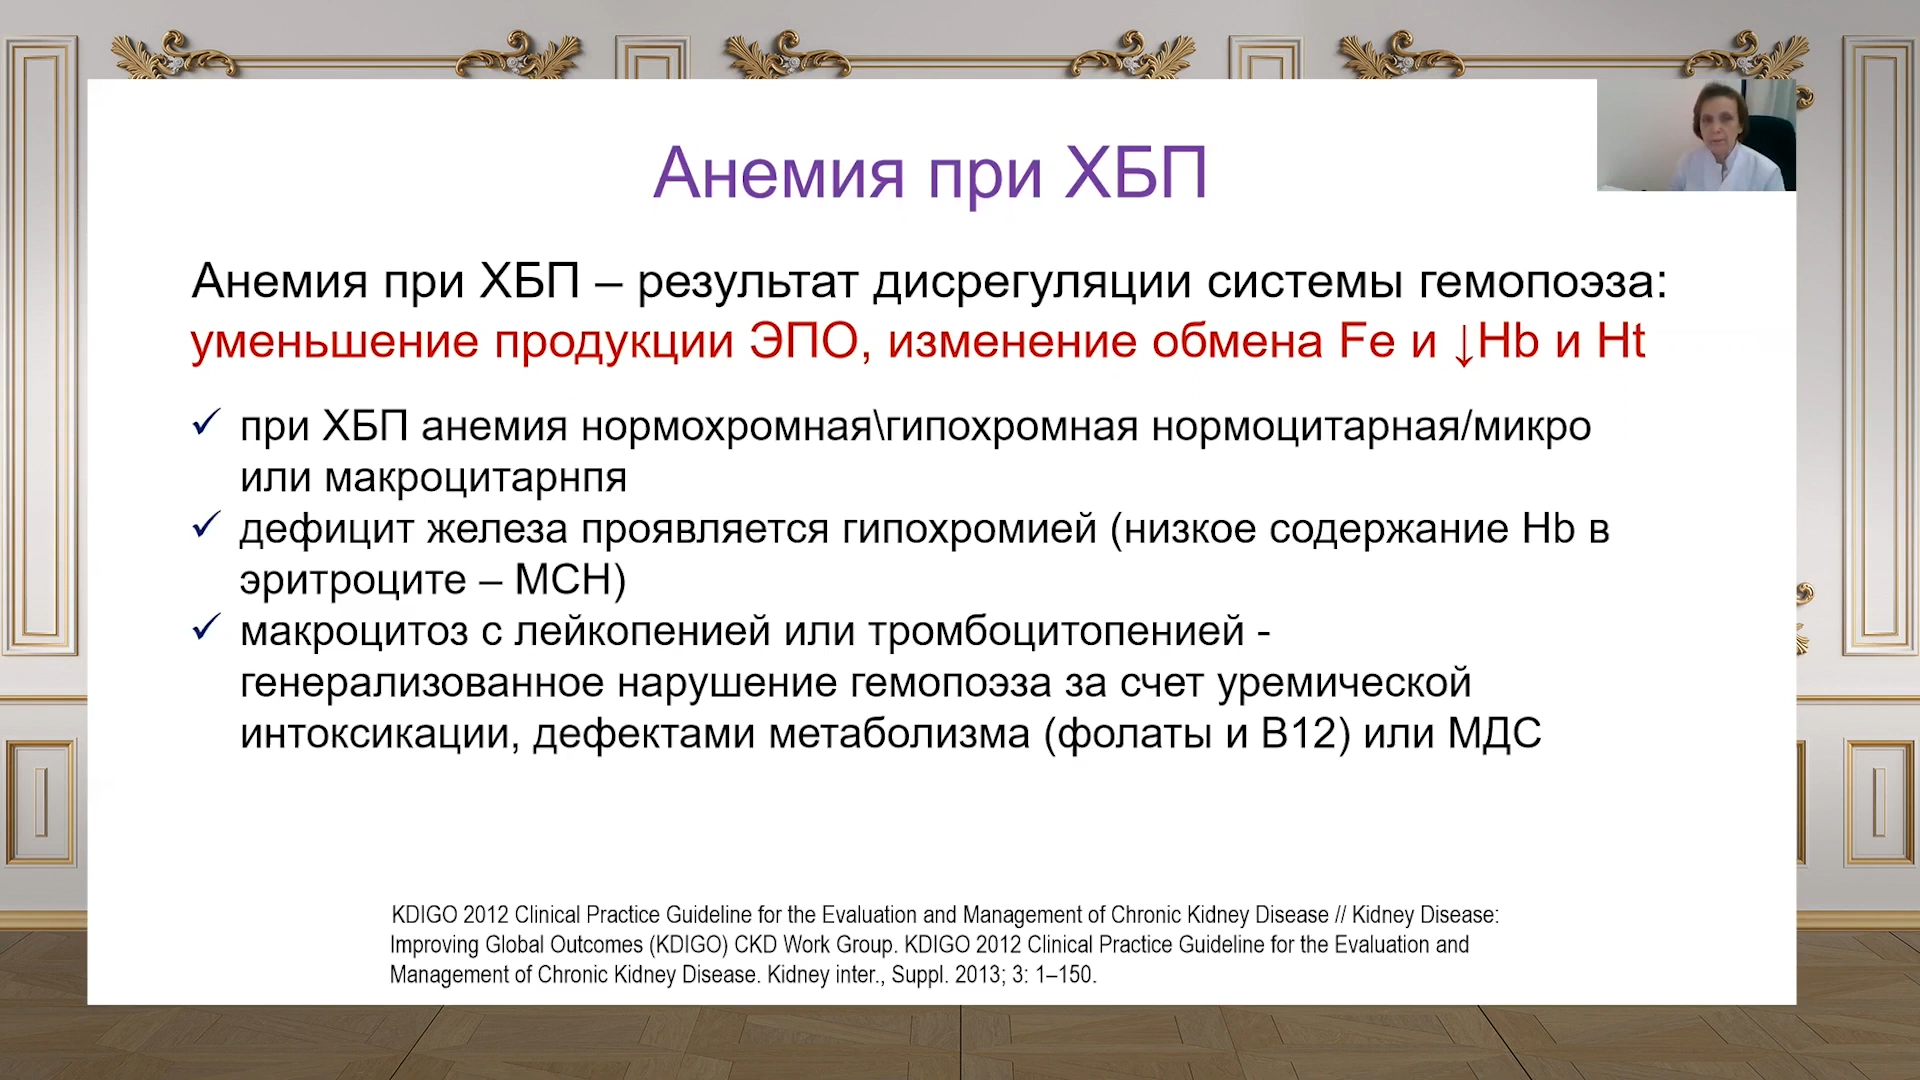 Анемия при ХБП
Анемия при ХБП – результат дисрегуляции системы гемопоэза:
уменьшение продукции ЭПО, изменение обмена Fe и ↓Hb и Ht
✓ при ХБП анемия нормохромная\гипохромная нормоцитарная/микро
или макроцитарнпя
✓ дефицит железа проявляется гипохромией (низкое содержание Hb в
эритроците – МСН)
✓ макроцитоз с лейкопенией или тромбоцитопенией -
генерализованное нарушение гемопоэза за счет уремической
интоксикации, дефектами метаболизма (фолаты и В12) или МДС
KDIGO 2012 Clinical Practice Guideline for the Evaluation and Management of Chronic Kidney Disease // Kidney Disease:
Improving Global Outcomes (KDIGO) CKD Work Group. KDIGO 2012 Clinical Practice Guideline for the Evaluation and
Management of Chronic Kidney Disease. Kidney inter., Suppl. 2013; 3: 1–150.